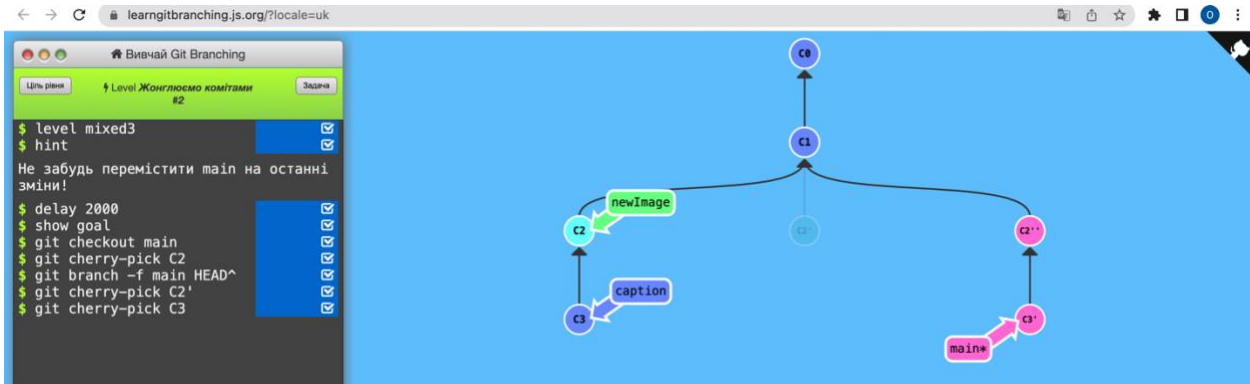 learngitbranching.js.org/?locale=uk
O
Вивчай Git Branching
Ціль рівня
Level Жонглюємо комітами
#2
Задача
$ level mixed3
$ hint
Не забудь перемістити main на останні
зміни!
$ delay 2000
$ show goal
$ git checkout main
$ git cherry-pick C2
$ git branch -f main HEAD^
$ git cherry-pick C2'
$ git cherry-pick C3
C0
C1
newImage
C2
C2'
C2''
caption
C3
C3'
main*